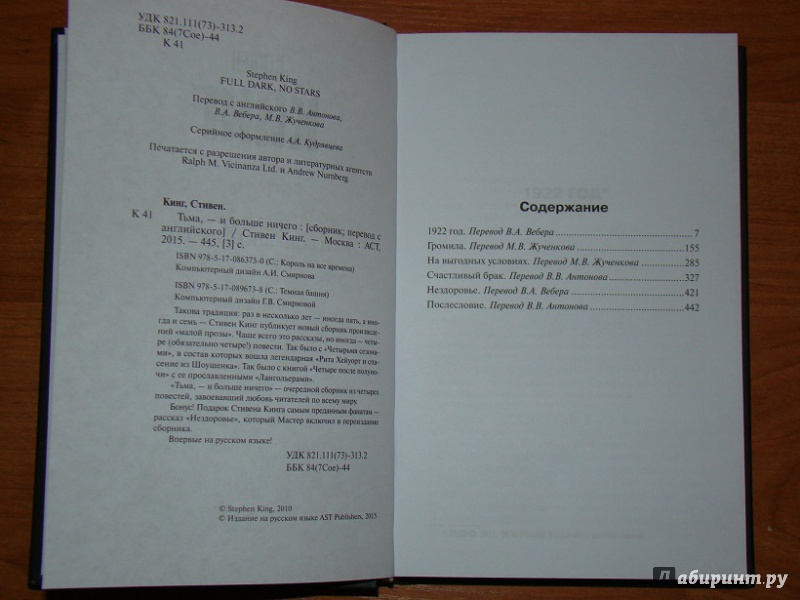 УДК 821.111(73)-313.2
ББК 84(7Сое)-44
К 41
Stephen King
FULL DARK, NO STARS
Перевод с английского В.В. Антонова,
В.А. Вебера, М.В. Жученкова
Серийное оформление А.А. Кудрявцева
Печатается с разрешения автора и литературных агентств
Ralph M. Vicinanza Ltd. и Andrew Nurnberg
Кинг, Стивен.
К 41 Тьма, — и больше ничего : [сборник; перевод с
английского] / Стивен Кинг. — Москва : АСТ,
2015. — 445, [3] с.
ISBN 978-5-17-086373-0 (С.: Король на все времена)
Компьютерный дизайн А.И. Смирнова
ISBN 978-5-17-089673-8 (С.: Темная башня)
Компьютерный дизайн Г.В. Смирновой
Такова традиция: раз в несколько лет — иногда пять, а ино-
гда и семь — Стивен Кинг публикует новый сборник произведе-
ний «малой прозы». Чаще всего это рассказы, но иногда — четы-
ре (обязательно четыре!) повести. Так было с «Четырьмя сезона-
ми», в состав которых вошла легендарная «Рита Хейуорт и спа-
сение из Шоушенка». Так было с книгой «Четыре после полуно-
чи» с ее прославленными «Лангольерами».
«Тьма, — и больше ничего» — очередной сборник из четырех
повестей, завоевавший любовь читателей по всему миру.
Бонус! Подарок Стивена Кинга самым преданным фанатам —
рассказ «Нездоровье», который Мастер включил в переиздание
сборника.
Впервые на русском языке!
УДК 821.111(73)-313.2
ББК 84(7Сое)-44
© Stephen King, 2010
© Издание на русском языке AST Publishers, 2015
Содержание
1922 год. Перевод В.А. Вебера 7
Громила. Перевод М.В. Жученкова 155
На выгодных условиях. Перевод М.В. Жученкова 285
Счастливый брак. Перевод В.В. Антонова 327
Нездоровье. Перевод В.А. Вебера 421
Послесловие. Перевод В.В. Антонова 442
Лабиринт.ру